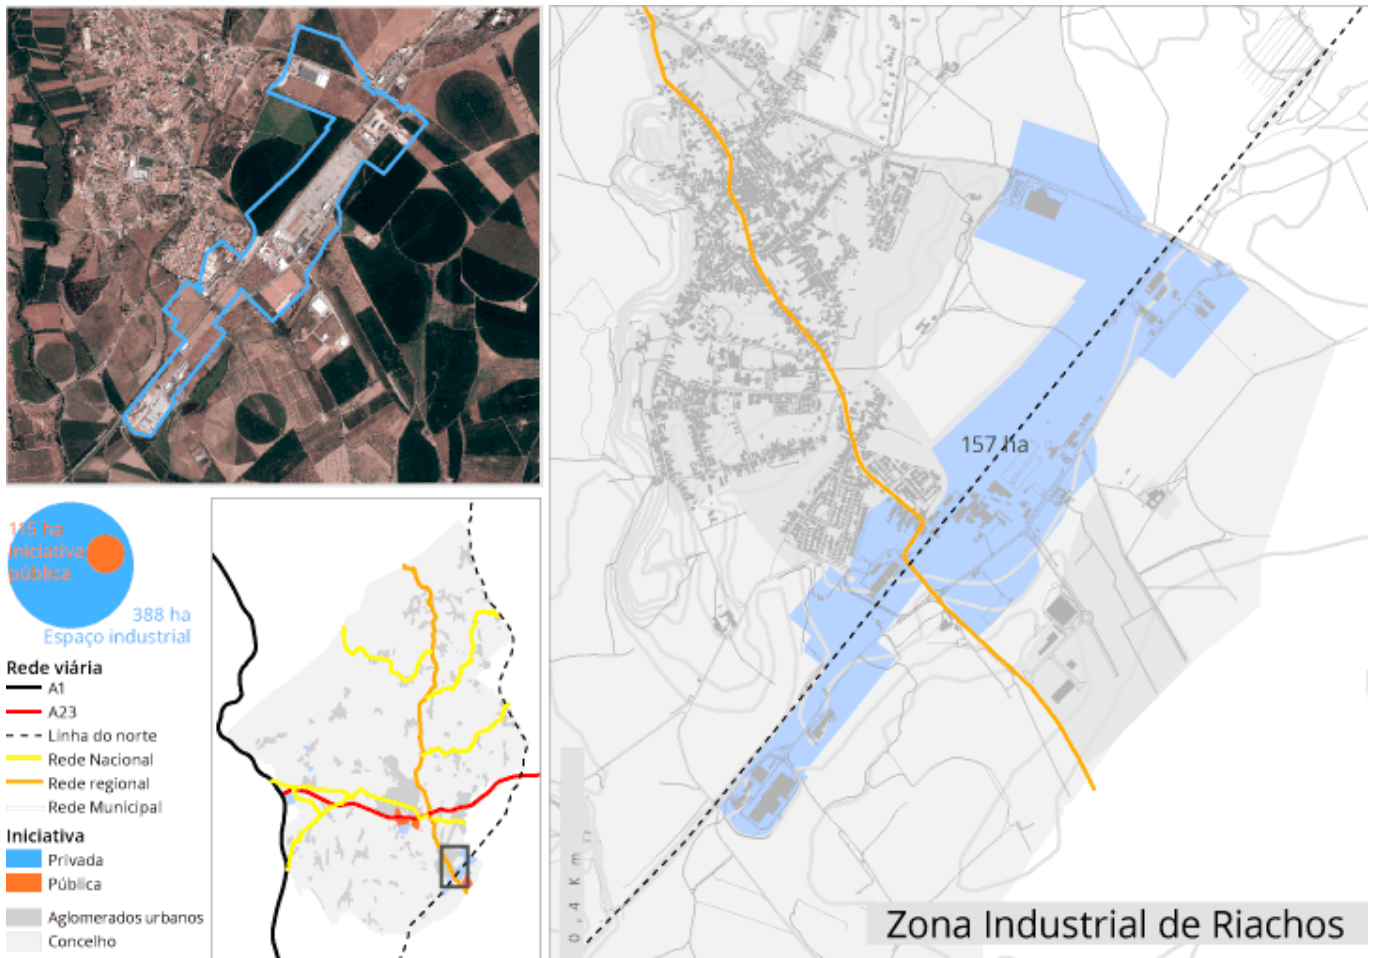 115 ha
Iniciativa
pública
388 ha
Espaço industrial
Rede viária
A1
A23
Linha do norte
Rede Nacional
Rede regional
Rede Municipal
Iniciativa
Privada
Pública
Aglomerados urbanos
Concelho
157 ha
0,4 Km
Zona Industrial de Riachos